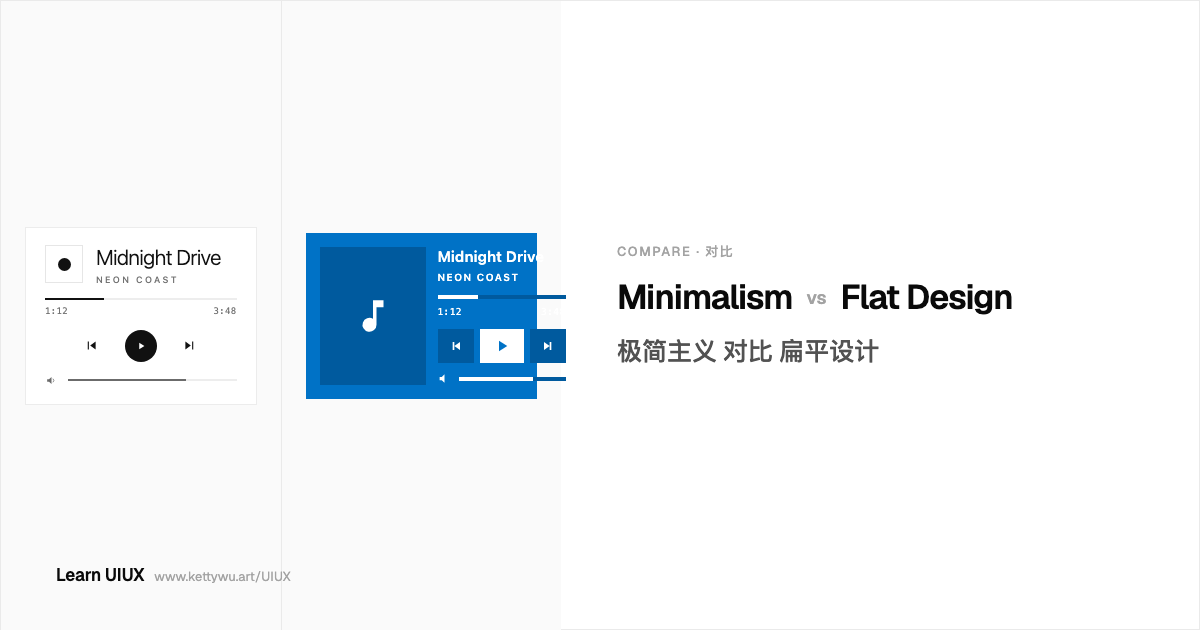 Midnight Drive
NEON COAST
1:12 3:48
Midnight Drive
NEON COAST
1:12
COMPARE · 对比
Minimalism vs Flat Design
极简主义 对比 扁平设计
Learn UIUX www.kettywu.art/UIUX